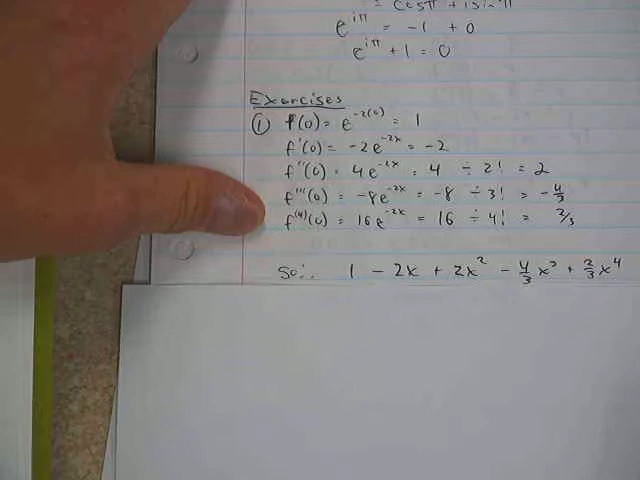 = cosπ + i sin π
e^{iπ} = -1 + 0
e^{iπ} + 1 = 0
Exercises
① f(0) = e^{-2(0)} = 1
f'(0) = -2e^{-2x} = -2
f''(0) = 4e^{-2x} = 4 ÷ 2! = 2
f'''(0) = -8e^{-2x} = -8 ÷ 3! = -4/3
f^{(4)}(0) = 16e^{-2x} = 16 ÷ 4! = 2/3
So ∴ 1 - 2x + 2x^2 - 4/3 x^3 + 2/3 x^4